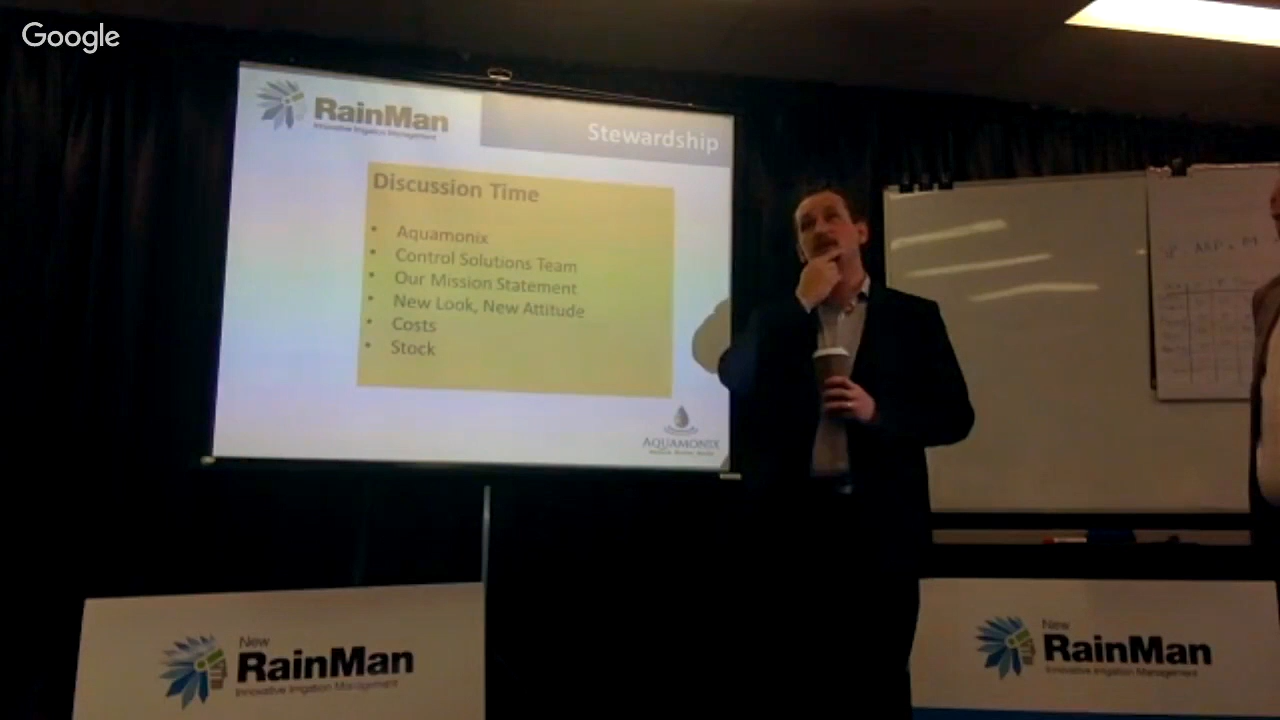 Google
RainMan
Innovative Irrigation Management
Stewardship
Discussion Time
• Aquamonix
• Control Solutions Team
• Our Mission Statement
• New Look, New Attitude
• Costs
• Stock
AQUAMONIX
New
RainMan
Innovative Irrigation Management
New
RainMan
Innovative Irrigation Management